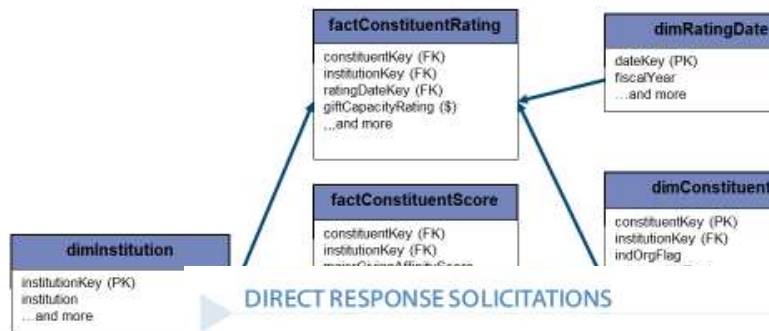 factConstituentRating
constituentKey (FK)
institutionKey (FK)
ratingDateKey (FK)
giftCapacityRating ($)
...and more
dimRatingDate
dateKey (PK)
fiscalYear
...and more
factConstituentScore
constituentKey (FK)
institutionKey (FK)
majorGivingAffinityScore
dimConstituent
constituentKey (PK)
institutionKey (FK)
indOrgFlag
dimInstitution
institutionKey (PK)
institution
...and more
DIRECT RESPONSE SOLICITATIONS